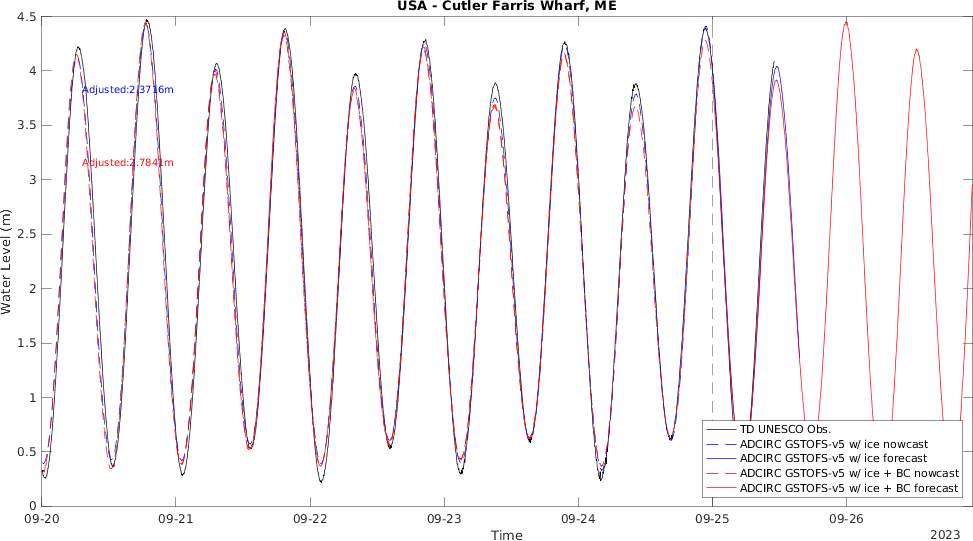 USA - Cutler Farris Wharf, ME
4.5
4
3.5
3
2.5
2
1.5
1
0.5
0
Water Level (m)
Adjusted:2.3716m
Adjusted:2.7841m
TD UNESCO Obs.
ADCIRC GSTOFS-v5 w/ ice nowcast
ADCIRC GSTOFS-v5 w/ ice forecast
ADCIRC GSTOFS-v5 w/ ice + BC nowcast
ADCIRC GSTOFS-v5 w/ ice + BC forecast
09-20 09-21 09-22 09-23 09-24 09-25 09-26
Time
2023